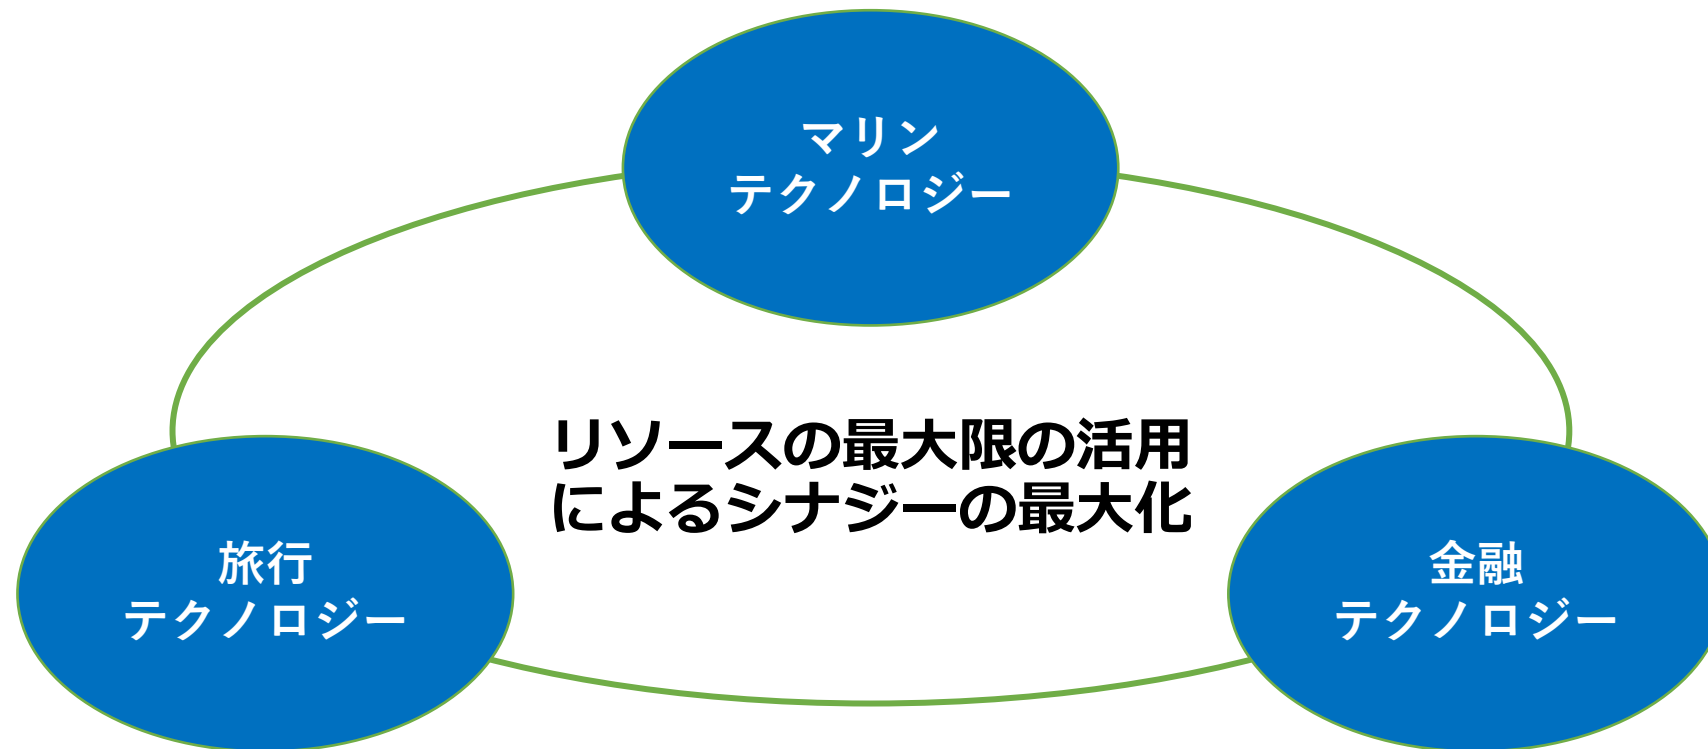 マリン
テクノロジー
リソースの最大限の活用
によるシナジーの最大化
旅行
テクノロジー
金融
テクノロジー